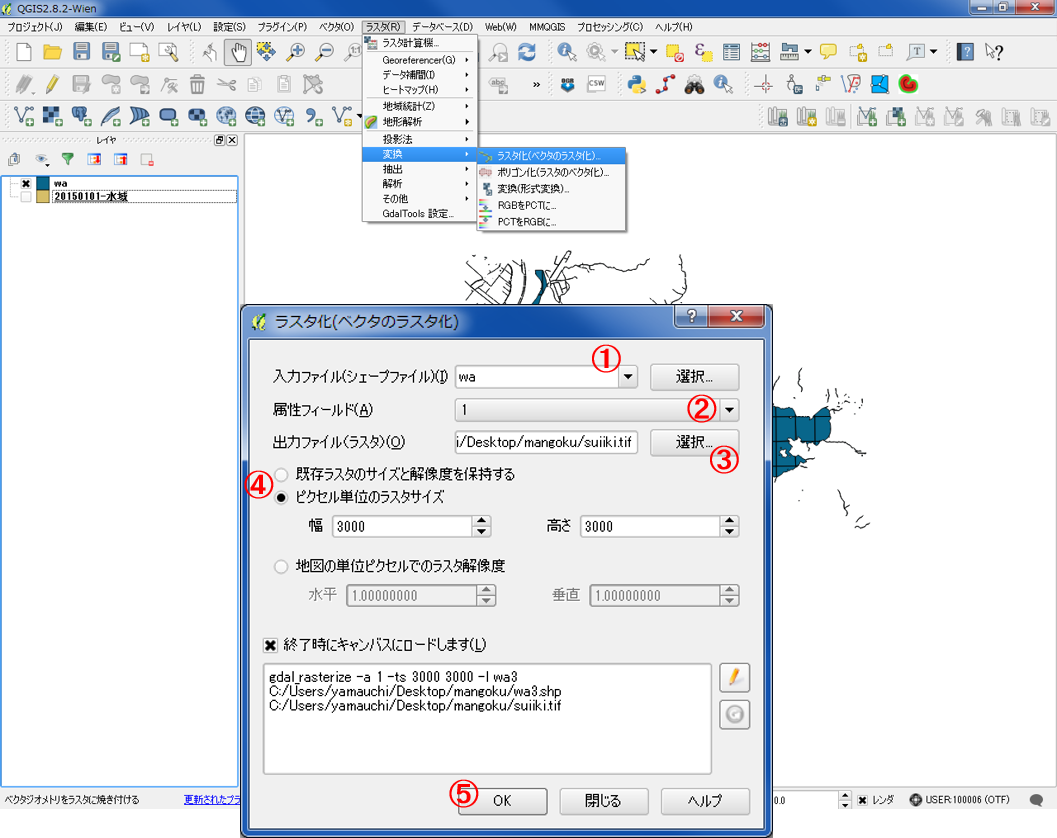 QGIS2.8.2-Wien
プロジェクト(J) 編集(E) ビュー(V) レイヤ(L) 設定(S) プラグイン(P) ベクタ(O) ラスタ(R) データベース(D) Web(W) MMQGIS プロセッシング(C) ヘルプ(H)
ラスタ計算機...
Georeferencer(G)
データ補間(I)
ヒートマップ(H)
地域統計(Z)
地形解析
投影法
変換
抽出
解析
その他
GdalTools 設定...
ラスタ化(ベクタのラスタ化)...
ポリゴン化(ラスタのベクタ化)...
変換(形式変換)...
RGBをPCTに...
PCTをRGBに...
abc
CSW
レイヤ
wa
20150101-水域
ラスタ化(ベクタのラスタ化)
入力ファイル(シェープファイル)(I) wa ① 選択...
属性フィールド(A) 1 ②
出力ファイル(ラスタ)(O) i/Desktop/mangoku/suiiki.tif 選択... ③
④ 既存ラスタのサイズと解像度を保持する
ピクセル単位のラスタサイズ
幅 3000 高さ 3000
地図の単位ピクセルでのラスタ解像度
水平 1.00000000 垂直 1.00000000
終了時にキャンバスにロードします(L)
gdal_rasterize -a 1 -ts 3000 3000 -l wa3
C:/Users/yamauchi/Desktop/mangoku/wa3.shp
C:/Users/yamauchi/Desktop/mangoku/suiiki.tif
⑤ OK 閉じる ヘルプ
ベクタジオメトリをラスタに焼き付ける 更新されたプラ 0.0 レンダ USER:100006 (OTF)